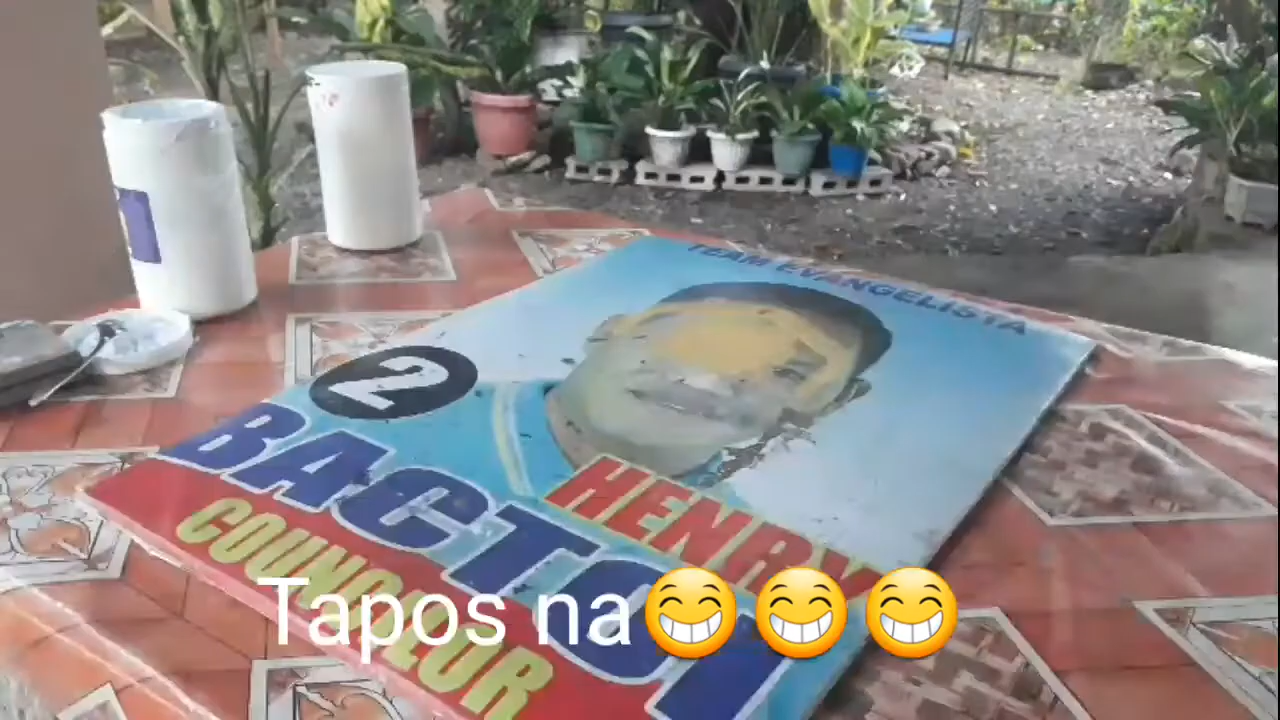 TEAM EVANGELISTA
2
HENRY
BACTOL
COUNCILOR
Tapos na😁😁😁